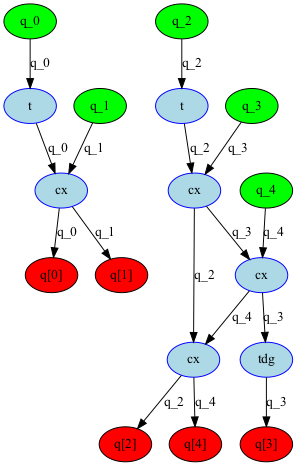 q_0 q_2
q_0 q_2
t q_1 t q_3
q_0 q_1 q_2 q_3
cx cx q_4
q_0 q_1 q_3 q_4
q[0] q[1] q_2 cx
q_4 q_3
cx tdg
q_2 q_4 q_3
q[2] q[4] q[3]